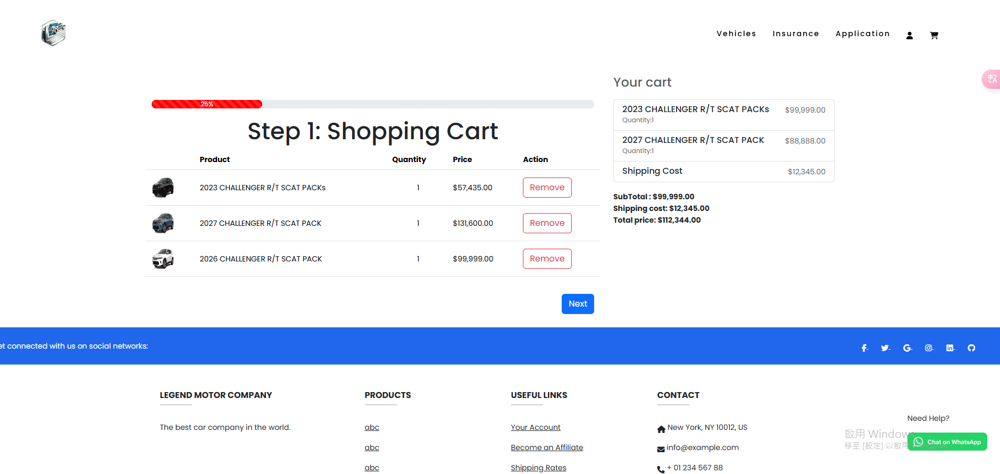 Vehicles Insurance Application
Your cart
25%
Step 1: Shopping Cart
Product Quantity Price Action
2023 CHALLENGER R/T SCAT PACKs 1 $57,435.00 Remove
2027 CHALLENGER R/T SCAT PACK 1 $131,600.00 Remove
2026 CHALLENGER R/T SCAT PACK 1 $99,999.00 Remove
Next
2023 CHALLENGER R/T SCAT PACKs $99,999.00
Quantity:1
2027 CHALLENGER R/T SCAT PACK $88,888.00
Quantity:1
Shipping Cost $12,345.00
SubTotal : $99,999.00
Shipping cost: $12,345.00
Total price: $112,344.00
et connected with us on social networks:
LEGEND MOTOR COMPANY
The best car company in the world.
PRODUCTS
abc
abc
abc
USEFUL LINKS
Your Account
Become an Affiliate
Shipping Rates
CONTACT
New York, NY 10012, US
info@example.com
+ 01 234 567 88
Need Help?
Chat on WhatsApp
啟用 Windows
移至 [設定] 以啟用 Windows